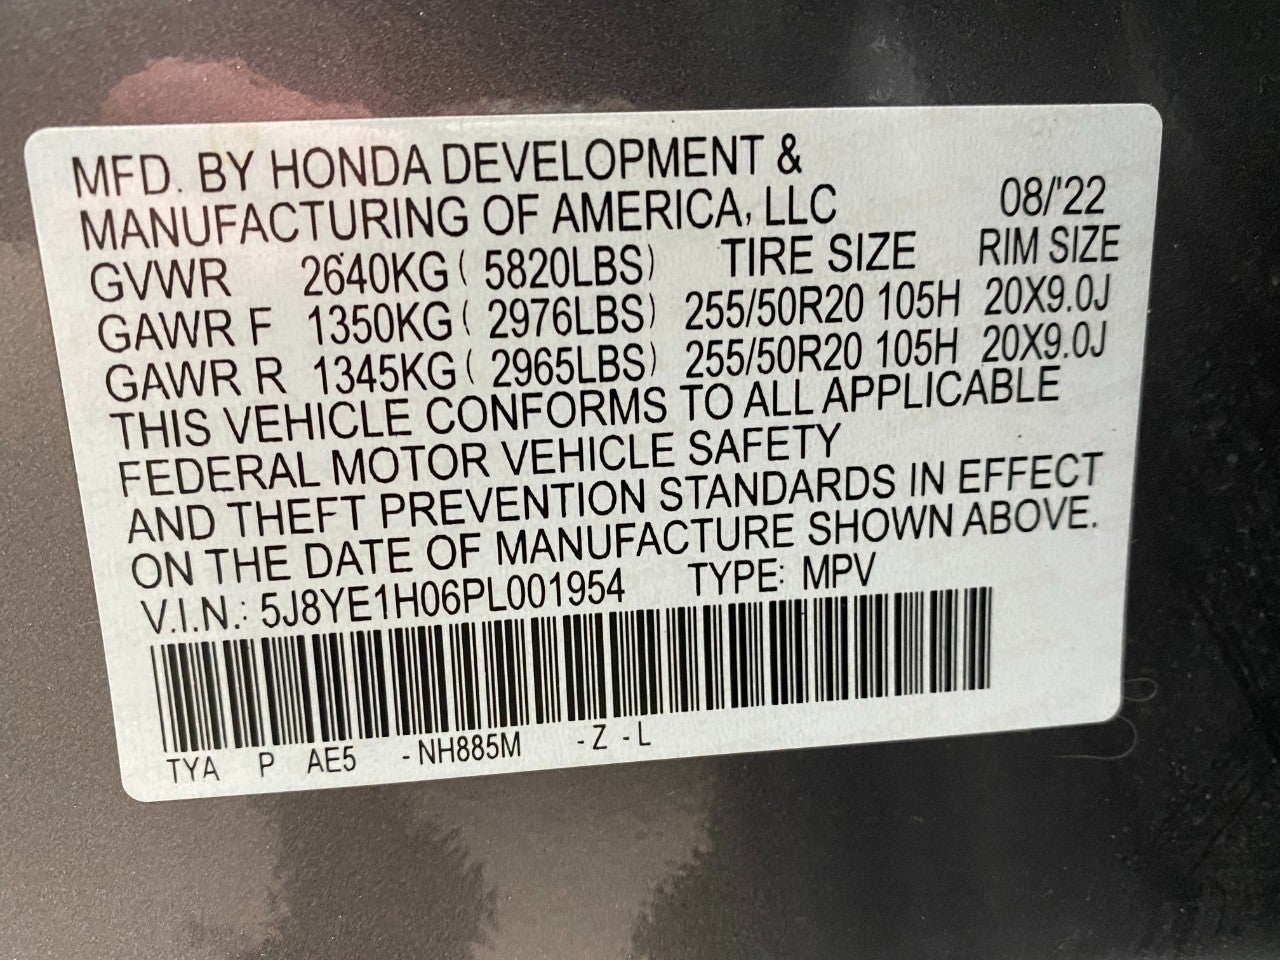 MFD. BY HONDA DEVELOPMENT &
MANUFACTURING OF AMERICA, LLC 08/'22
GVWR 2640KG ( 5820LBS) TIRE SIZE RIM SIZE
GAWR F 1350KG ( 2976LBS) 255/50R20 105H 20X9.0J
GAWR R 1345KG ( 2965LBS) 255/50R20 105H 20X9.0J
THIS VEHICLE CONFORMS TO ALL APPLICABLE
FEDERAL MOTOR VEHICLE SAFETY
AND THEFT PREVENTION STANDARDS IN EFFECT
ON THE DATE OF MANUFACTURE SHOWN ABOVE.
V.I.N.: 5J8YE1H06PL001954 TYPE: MPV
TYA P AE5 -NH885M -Z -L